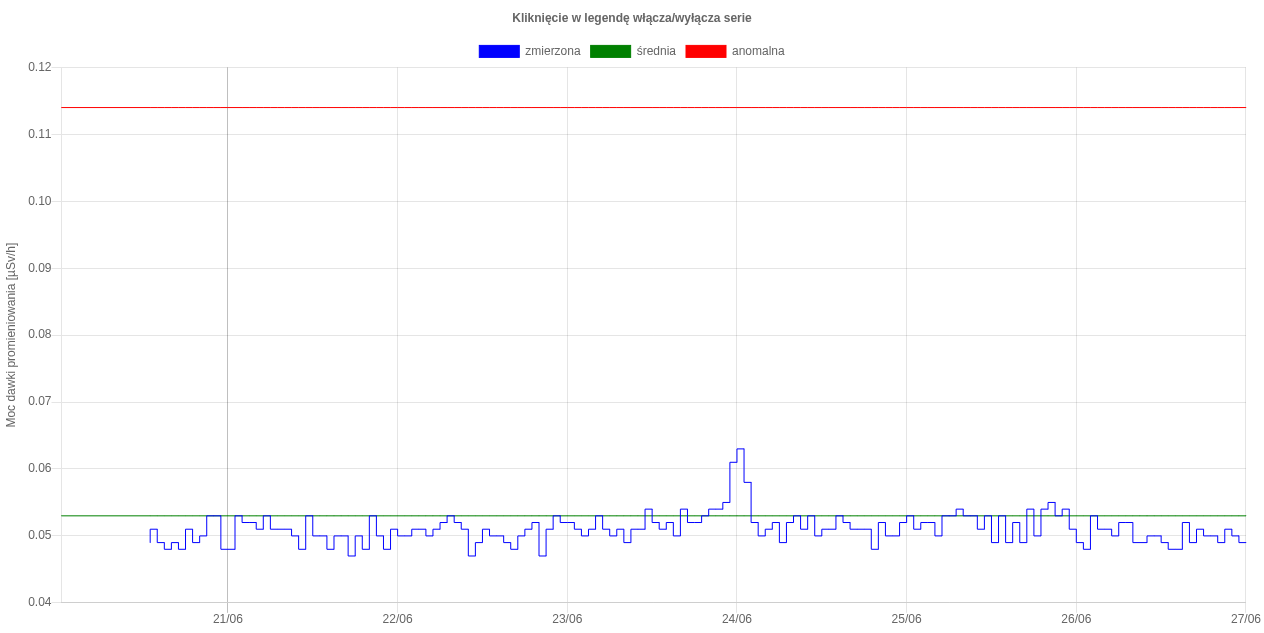 Kliknięcie w legendę włącza/wyłącza serie
zmierzona średnia anomalna
Moc dawki promieniowania [µSv/h]
0.12
0.11
0.10
0.09
0.08
0.07
0.06
0.05
0.04
21/06 22/06 23/06 24/06 25/06 26/06 27/06